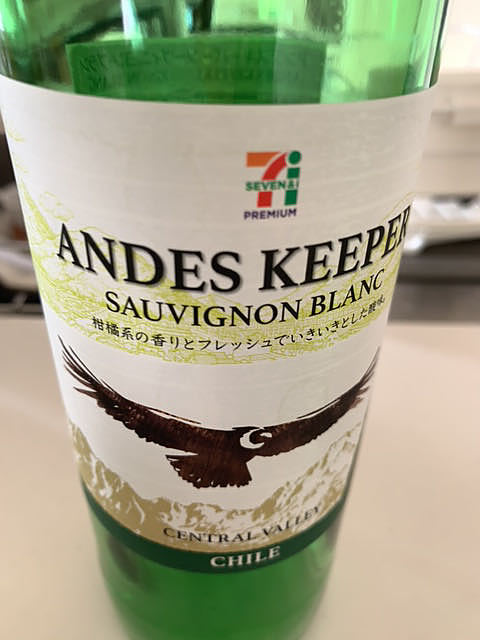 SEVEN&i
PREMIUM
ANDES KEEPER
SAUVIGNON BLANC
柑橘系の香りとフレッシュでいきいきとした酸味。
CENTRAL VALLEY
CHILE